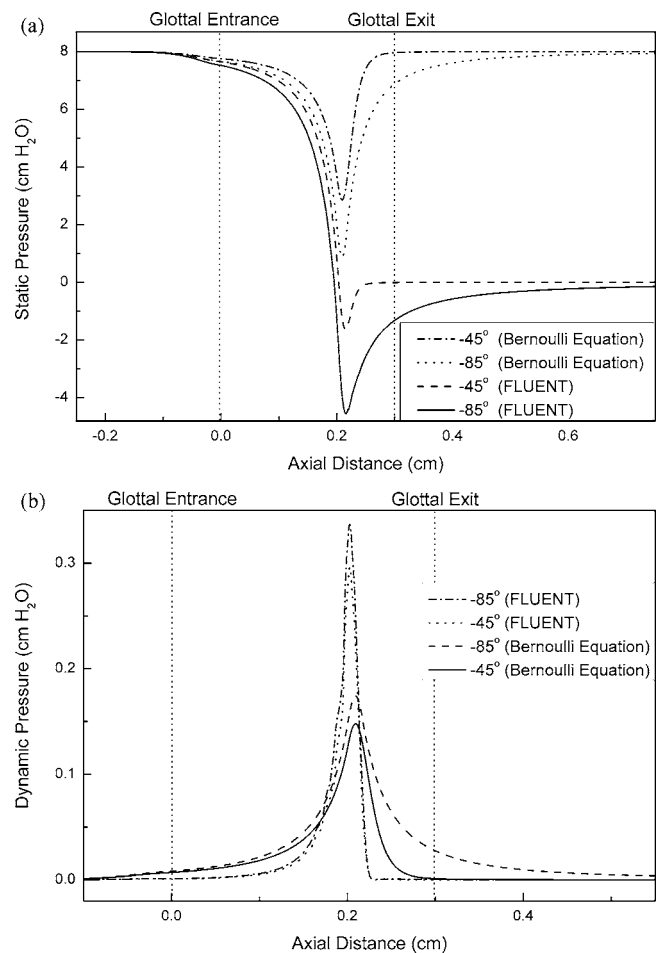 (a)
Glottal Entrance
Glottal Exit
8
6
4
2
0
-2
-4
Static Pressure (cm H₂O)
-45° (Bernoulli Equation)
-85° (Bernoulli Equation)
-45° (FLUENT)
-85° (FLUENT)
-0.2
0.0
0.2
0.4
0.6
Axial Distance (cm)
(b)
Glottal Entrance
Glottal Exit
0.3
0.2
0.1
0.0
Dynamic Pressure (cm H₂O)
-85° (FLUENT)
-45° (FLUENT)
-85° (Bernoulli Equation)
-45° (Bernoulli Equation)
0.0
0.2
0.4
Axial Distance (cm)